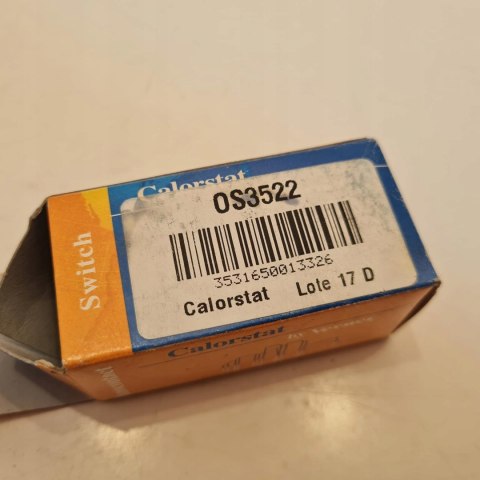 Calorstat
OS3522
3531650013326
Calorstat Lote 17 D
Switch
Calorstat by Vernet